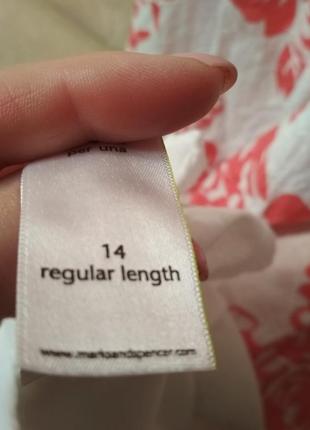 per una
14
regular length
www.marksandspencer.com